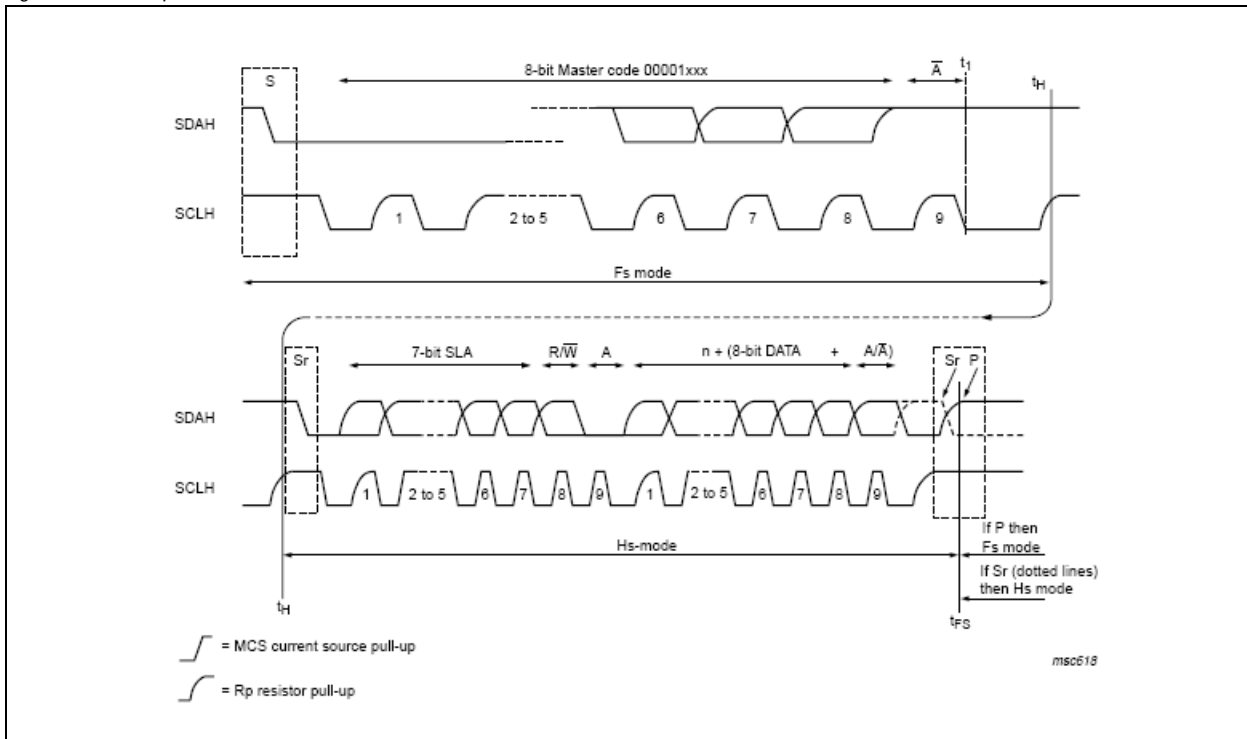 S
8-bit Master code 00001xxx
A̅
t1
tH
SDAH
SCLH
1
2 to 5
6
7
8
9
Fs mode
Sr
7-bit SLA
R/W̅
A
n + (8-bit DATA + A/A̅)
Sr P
SDAH
SCLH
1
2 to 5
6
7
8
9
1
2 to 5
6
7
8
9
If P then
Fs mode
Hs-mode
If Sr (dotted lines)
then Hs mode
tH
tFS
= MCS current source pull-up
msc618
= Rp resistor pull-up